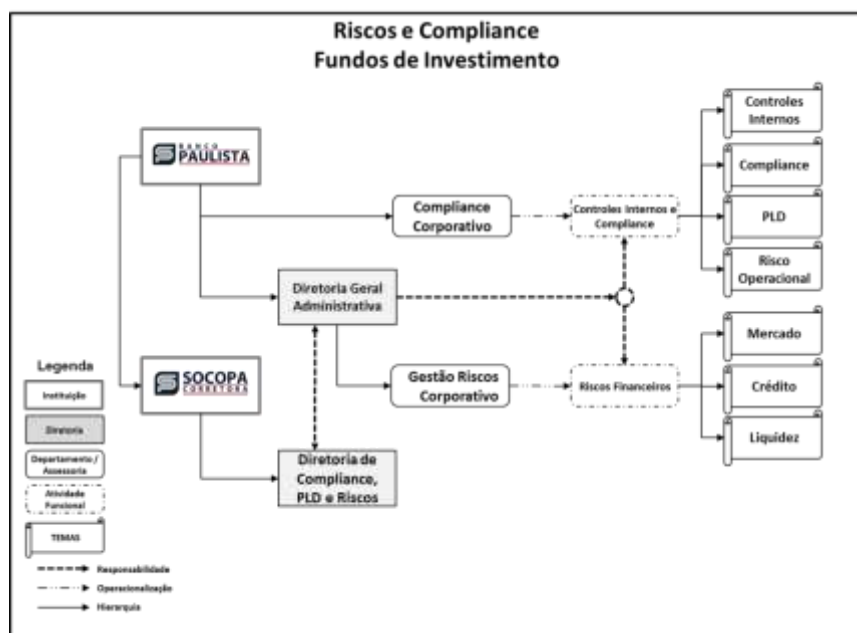 Riscos e Compliance
Fundos de Investimento
BANCO
PAULISTA
Compliance
Corporativo
Controles Internos e
Compliance
Controles
Internos
Compliance
PLD
Risco
Operacional
Diretoria Geral
Administrativa
SOCOPA
CORRETORA
Gestão Riscos
Corporativo
Riscos Financeiros
Mercado
Crédito
Liquidez
Diretoria de
Compliance,
PLD e Riscos
Legenda
Instituição
Diretoria
Departamento /
Assessoria
Atividade
Funcional
TEMAS
Responsabilidade
Operacionalização
Hierarquia